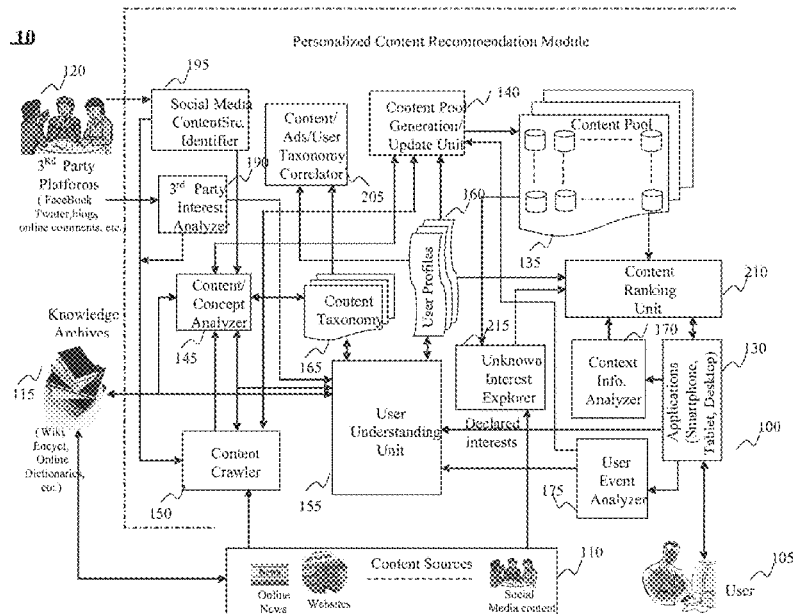 10
Personalized Content Recommendation Module
120
195
Social Media
ContentSrc.
Identifier
Content/
Ads/User
Taxonomy
Correlator
205
Content Pool
Generation/
Update Unit
140
Content Pool
135
3rd Party
Platforms
(FaceBook
Twitter,blogs,
online comments, etc.)
190
3rd Party
Interest
Analyzer
160
User Profiles
Content/
Concept
Analyzer
145
Content
Taxonomy
165
Content
Ranking
Unit
210
Knowledge
Archives
115
(Wiki,
Encycl,
Online
Dictionaries,
etc.)
215
Unknown
Interest
Explorer
170
Context
Info.
Analyzer
130
Applications
(Smartphone,
Tablet, Desktop)
100
User
Understanding
Unit
155
Declared
interests
Content
Crawler
150
User
Event
Analyzer
175
Content Sources
110
Online
News
Websites
Social
Media content
105
User